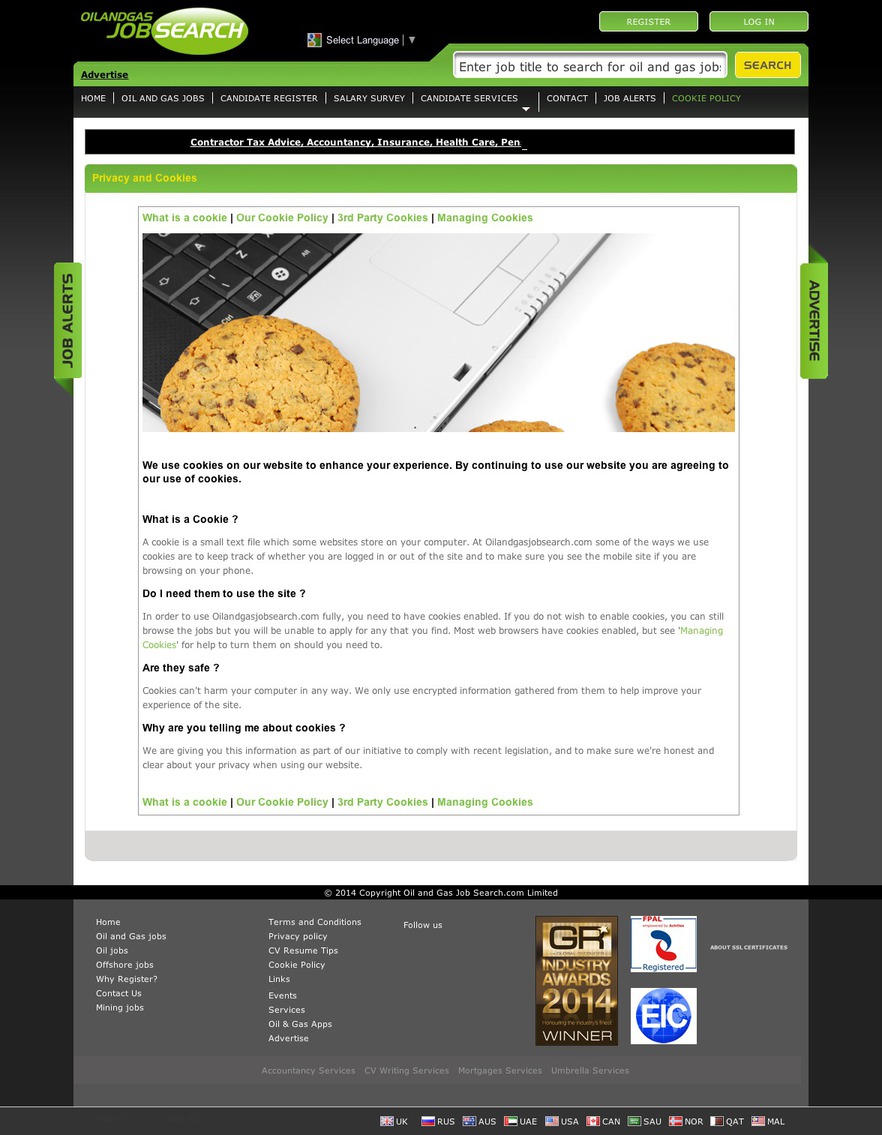 OILANDGAS
JOBSEARCH
Select Language ▼
REGISTER
LOG IN
Advertise
Enter job title to search for oil and gas jobs
SEARCH
HOME
OIL AND GAS JOBS
CANDIDATE REGISTER
SALARY SURVEY
CANDIDATE SERVICES
CONTACT
JOB ALERTS
COOKIE POLICY
Contractor Tax Advice, Accountancy, Insurance, Health Care, Pen _
Privacy and Cookies
JOB ALERTS
ADVERTISE
What is a cookie | Our Cookie Policy | 3rd Party Cookies | Managing Cookies
We use cookies on our website to enhance your experience. By continuing to use our website you are agreeing to
our use of cookies.
What is a Cookie ?
A cookie is a small text file which some websites store on your computer. At Oilandgasjobsearch.com some of the ways we use
cookies are to keep track of whether you are logged in or out of the site and to make sure you see the mobile site if you are
browsing on your phone.
Do I need them to use the site ?
In order to use Oilandgasjobsearch.com fully, you need to have cookies enabled. If you do not wish to enable cookies, you can still
browse the jobs but you will be unable to apply for any that you find. Most web browsers have cookies enabled, but see 'Managing
Cookies' for help to turn them on should you need to.
Are they safe ?
Cookies can't harm your computer in any way. We only use encrypted information gathered from them to help improve your
experience of the site.
Why are you telling me about cookies ?
We are giving you this information as part of our initiative to comply with recent legislation, and to make sure we're honest and
clear about your privacy when using our website.
What is a cookie | Our Cookie Policy | 3rd Party Cookies | Managing Cookies
© 2014 Copyright Oil and Gas Job Search.com Limited
Home
Oil and Gas jobs
Oil jobs
Offshore jobs
Why Register?
Contact Us
Mining jobs
Terms and Conditions
Privacy policy
CV Resume Tips
Cookie Policy
Links
Events
Services
Oil & Gas Apps
Advertise
Follow us
GR
INDUSTRY
AWARDS
2014
Honouring the industry's finest
WINNER
FPAL
empowered by Achilles
Registered
EIC
ABOUT SSL CERTIFICATES
Accountancy Services
CV Writing Services
Mortgages Services
Umbrella Services
UK
RUS
AUS
UAE
USA
CAN
SAU
NOR
QAT
MAL